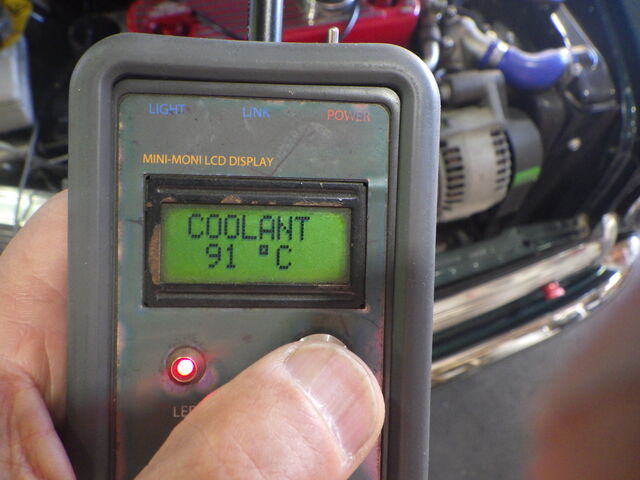 LIGHT LINK POWER
MINI-MONI LCD DISPLAY
COOLANT
91 °C